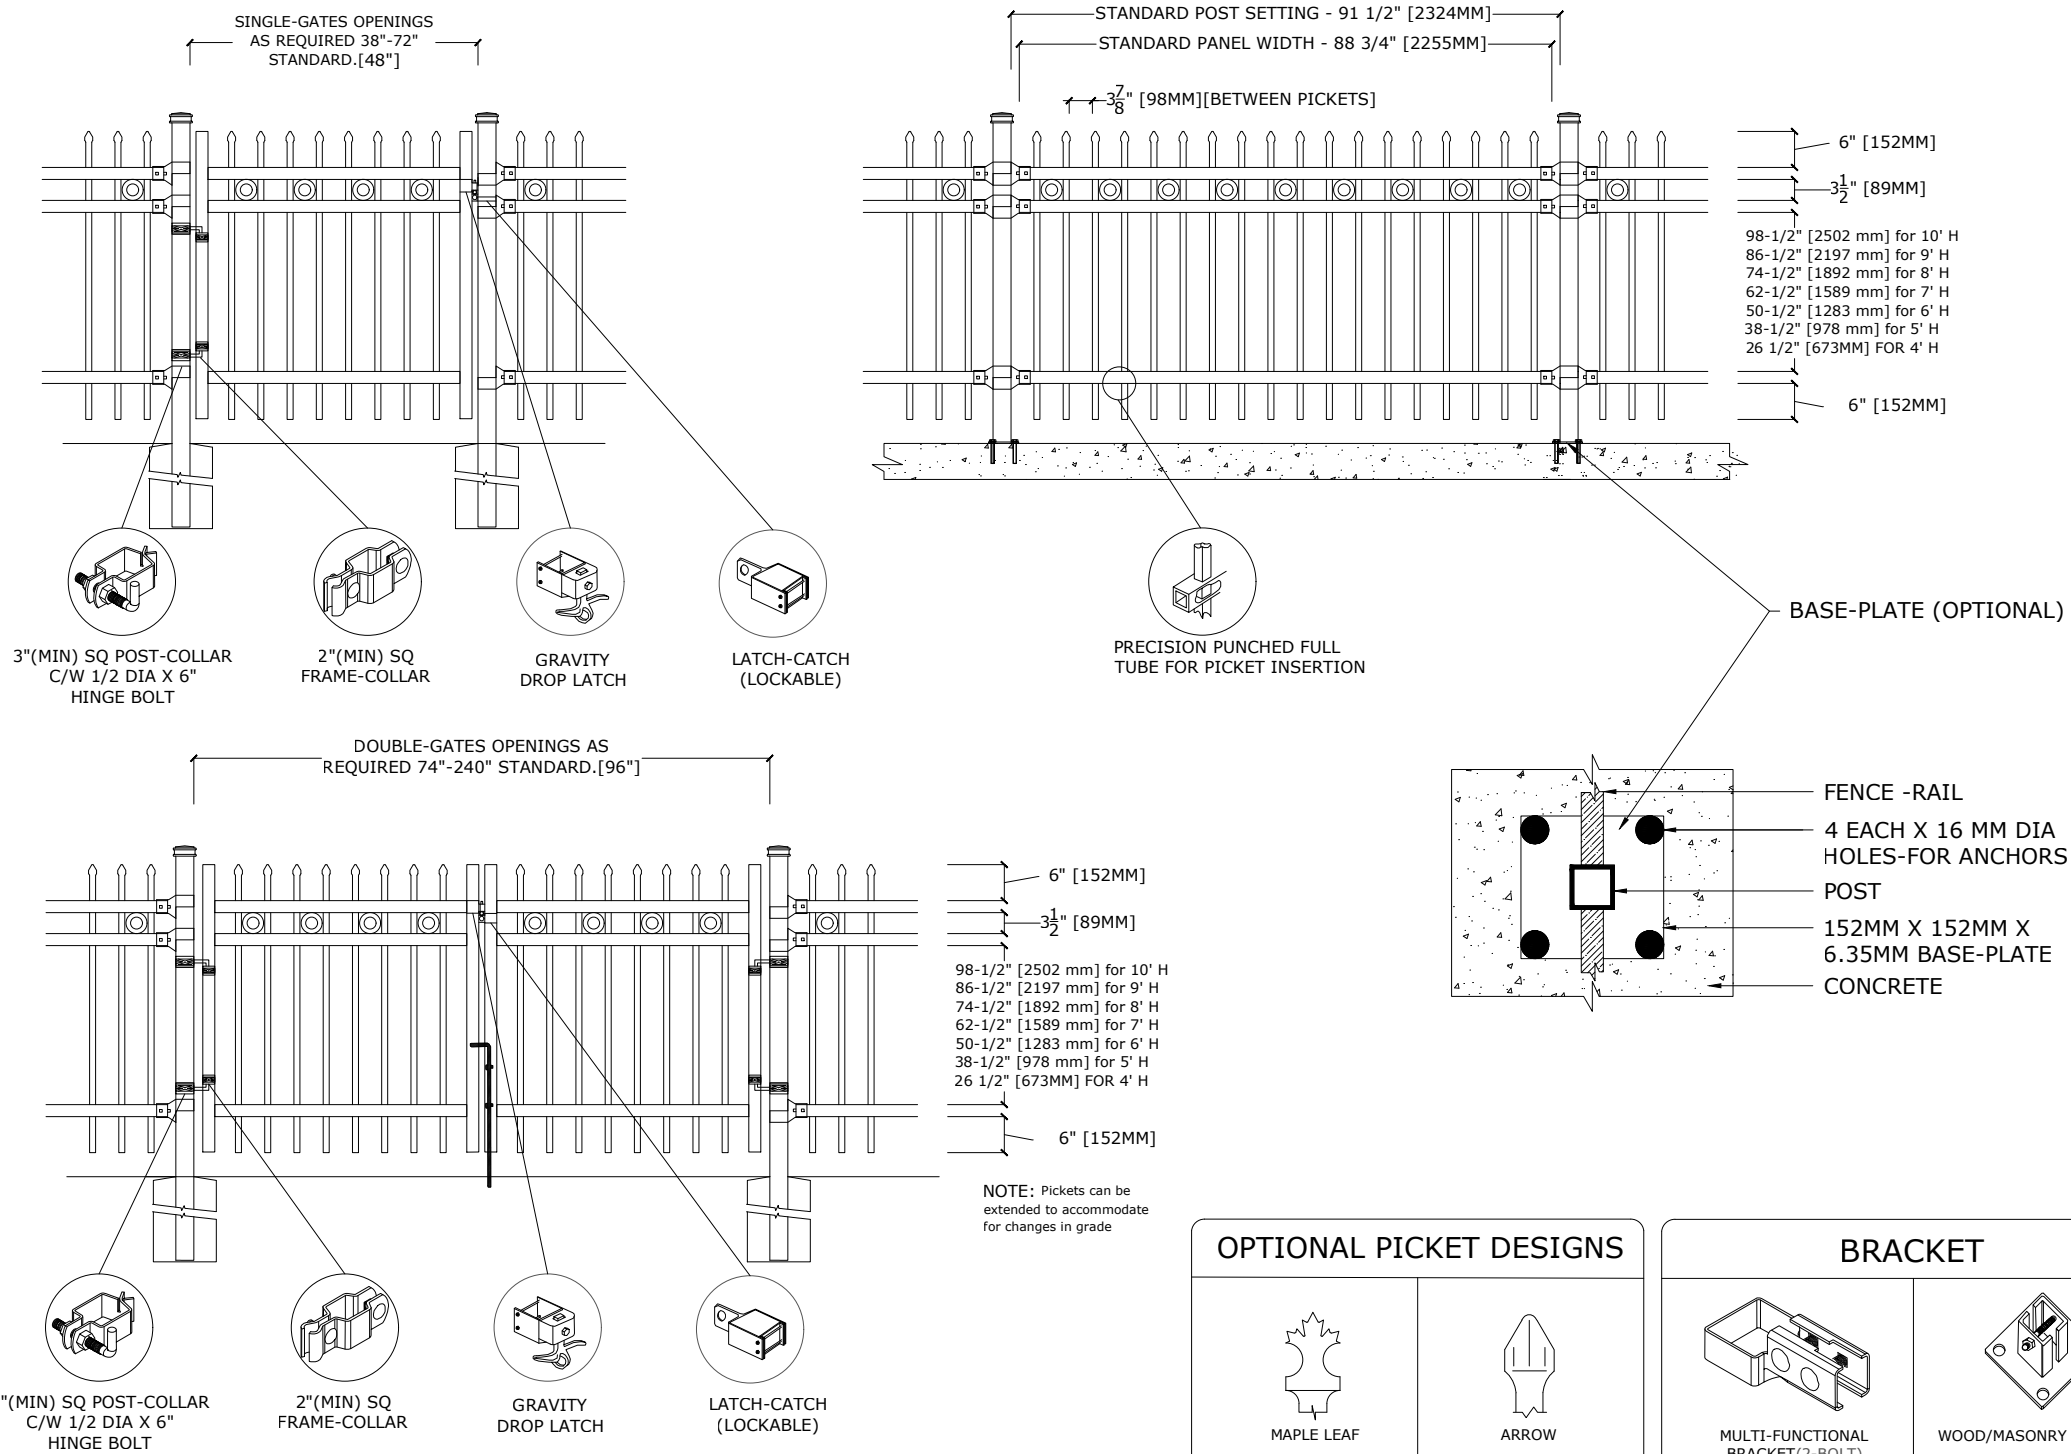 SINGLE-GATES OPENINGS
AS REQUIRED 38"-72"
STANDARD.[48"]
STANDARD POST SETTING - 91 1/2" [2324MM]
STANDARD PANEL WIDTH - 88 3/4" [2255MM]
3 7/8" [98MM][BETWEEN PICKETS]
6" [152MM]
3 1/2" [89MM]
98-1/2" [2502 mm] for 10' H
86-1/2" [2197 mm] for 9' H
74-1/2" [1892 mm] for 8' H
62-1/2" [1589 mm] for 7' H
50-1/2" [1283 mm] for 6' H
38-1/2" [978 mm] for 5' H
26 1/2" [673MM] FOR 4' H
6" [152MM]
3"(MIN) SQ POST-COLLAR
C/W 1/2 DIA X 6"
HINGE BOLT
2"(MIN) SQ
FRAME-COLLAR
GRAVITY
DROP LATCH
LATCH-CATCH
(LOCKABLE)
PRECISION PUNCHED FULL
TUBE FOR PICKET INSERTION
BASE-PLATE (OPTIONAL)
DOUBLE-GATES OPENINGS AS
REQUIRED 74"-240" STANDARD.[96"]
6" [152MM]
3 1/2" [89MM]
98-1/2" [2502 mm] for 10' H
86-1/2" [2197 mm] for 9' H
74-1/2" [1892 mm] for 8' H
62-1/2" [1589 mm] for 7' H
50-1/2" [1283 mm] for 6' H
38-1/2" [978 mm] for 5' H
26 1/2" [673MM] FOR 4' H
6" [152MM]
NOTE: Pickets can be
extended to accommodate
for changes in grade
FENCE -RAIL
4 EACH X 16 MM DIA
HOLES-FOR ANCHORS
POST
152MM X 152MM X
6.35MM BASE-PLATE
CONCRETE
"(MIN) SQ POST-COLLAR
C/W 1/2 DIA X 6"
HINGE BOLT
2"(MIN) SQ
FRAME-COLLAR
GRAVITY
DROP LATCH
LATCH-CATCH
(LOCKABLE)
OPTIONAL PICKET DESIGNS
MAPLE LEAF
ARROW
BRACKET
MULTI-FUNCTIONAL
BRACKET(2-BOLT)
WOOD/MASONRY